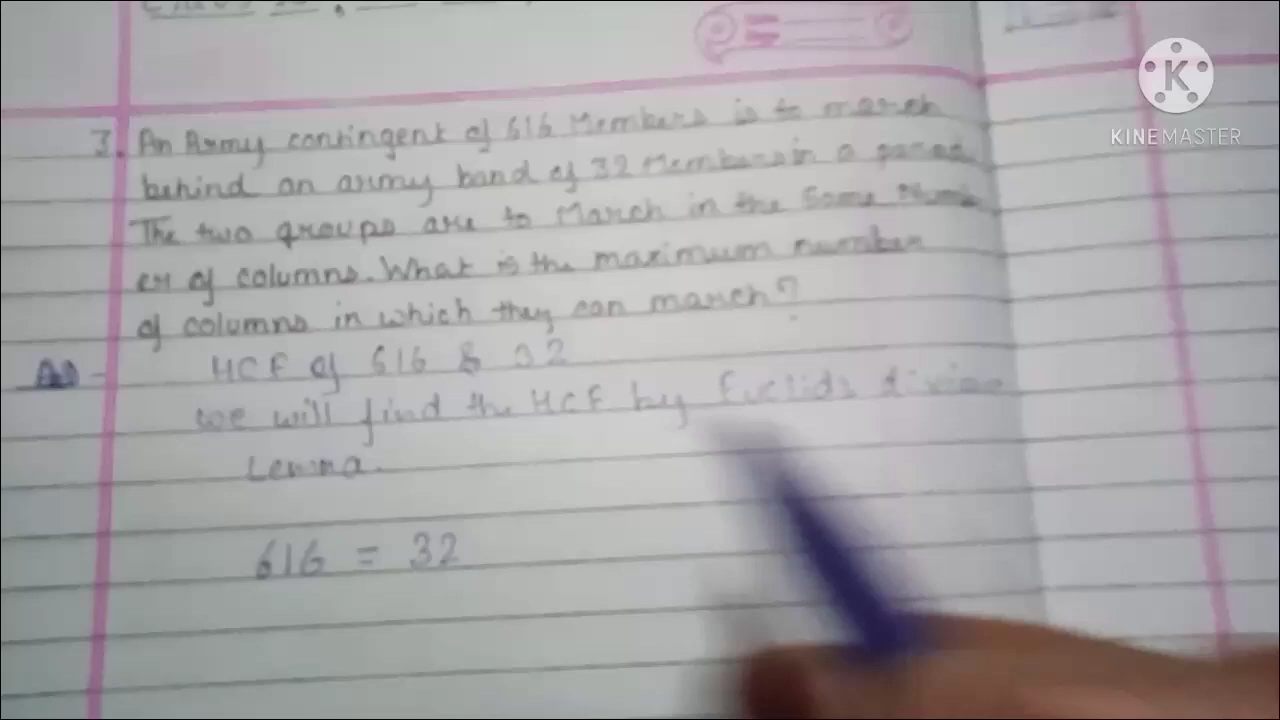 KINEMASTER
3. An Army contingent of 616 Members is to march
behind an army band of 32 Members in a
The two groups are to March in the Same Numb
er of columns. What is the maximum number
of columns in which they can march?
HCF of 616 & 32
we will find the HCF by Euclids
Lemma.
616 = 32